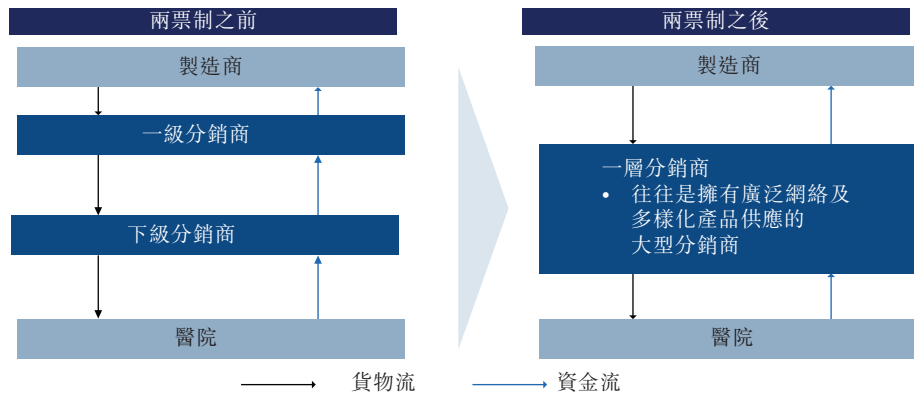 兩票制之前
製造商
一級分銷商
下級分銷商
醫院
兩票制之後
製造商
一層分銷商
• 往往是擁有廣泛網絡及
多樣化產品供應的
大型分銷商
醫院
貨物流
資金流